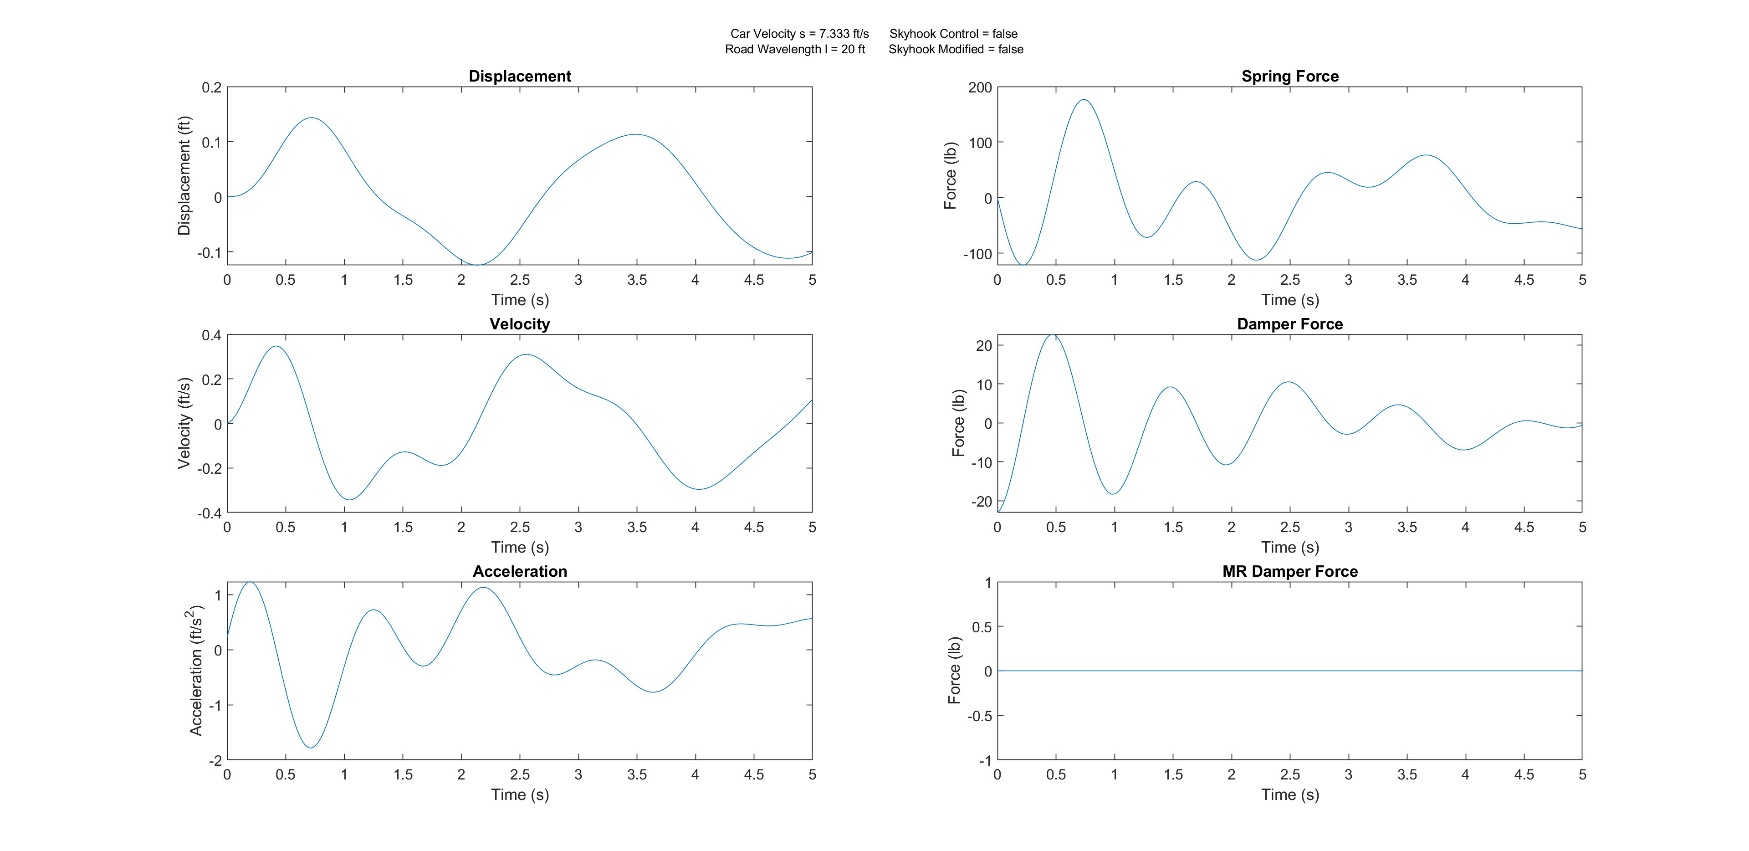 Car Velocity s = 7.333 ft/s Skyhook Control = false
Road Wavelength l = 20 ft Skyhook Modified = false
Displacement
0.2
0.1
0
-0.1
Displacement (ft)
0 0.5 1 1.5 2 2.5 3 3.5 4 4.5 5
Time (s)
Spring Force
200
100
0
-100
Force (lb)
0 0.5 1 1.5 2 2.5 3 3.5 4 4.5 5
Time (s)
Velocity
0.4
0.2
0
-0.2
-0.4
Velocity (ft/s)
0 0.5 1 1.5 2 2.5 3 3.5 4 4.5 5
Time (s)
Damper Force
20
10
0
-10
-20
Force (lb)
0 0.5 1 1.5 2 2.5 3 3.5 4 4.5 5
Time (s)
Acceleration
1
0
-1
-2
Acceleration (ft/s²)
0 0.5 1 1.5 2 2.5 3 3.5 4 4.5 5
Time (s)
MR Damper Force
1
0.5
0
-0.5
-1
Force (lb)
0 0.5 1 1.5 2 2.5 3 3.5 4 4.5 5
Time (s)